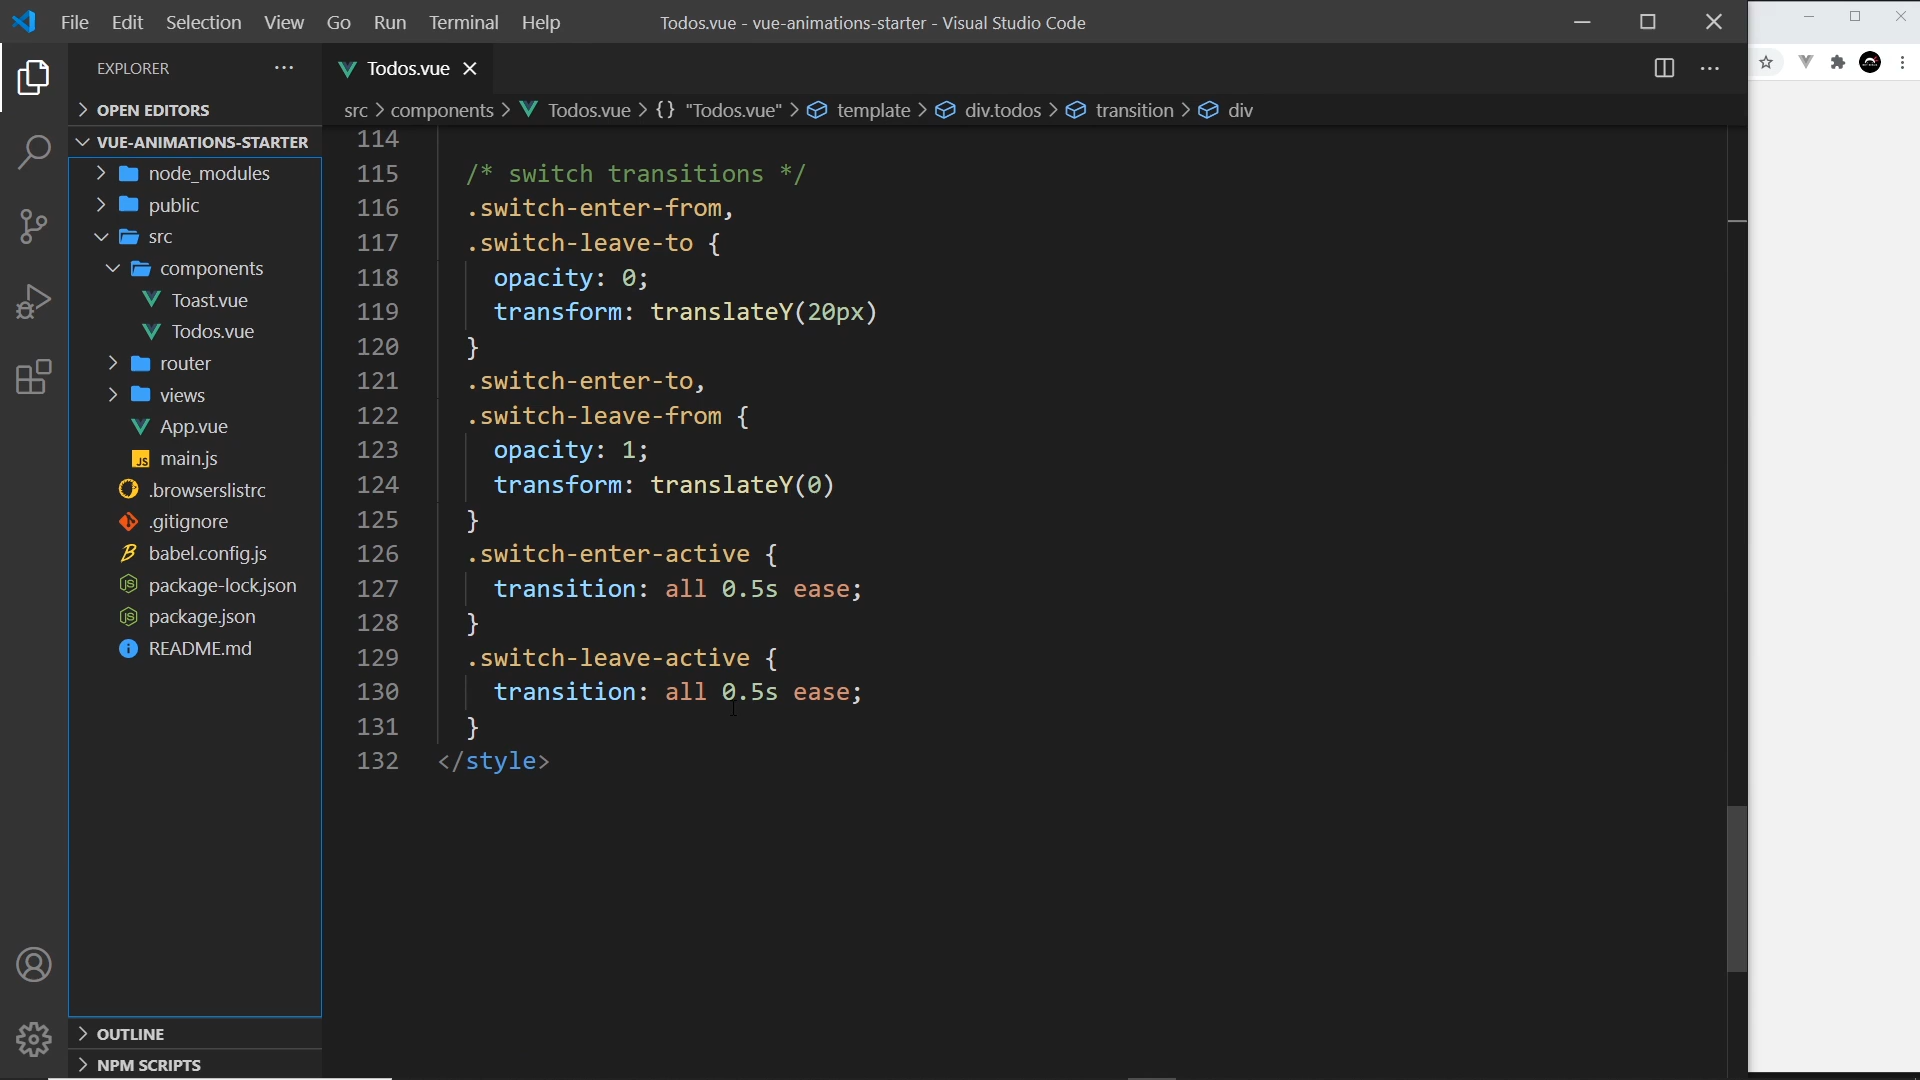 File Edit Selection View Go Run Terminal Help Todos.vue - vue-animations-starter - Visual Studio Code
EXPLORER
OPEN EDITORS
VUE-ANIMATIONS-STARTER
node_modules
public
src
components
Toast.vue
Todos.vue
router
views
App.vue
main.js
.browserslistrc
.gitignore
babel.config.js
package-lock.json
package.json
README.md
OUTLINE
NPM SCRIPTS
Todos.vue
src > components > Todos.vue > {} "Todos.vue" > template > div.todos > transition > div
114
115 /* switch transitions */
116 .switch-enter-from,
117 .switch-leave-to {
118 opacity: 0;
119 transform: translateY(20px)
120 }
121 .switch-enter-to,
122 .switch-leave-from {
123 opacity: 1;
124 transform: translateY(0)
125 }
126 .switch-enter-active {
127 transition: all 0.5s ease;
128 }
129 .switch-leave-active {
130 transition: all 0.5s ease;
131 }
132 </style>